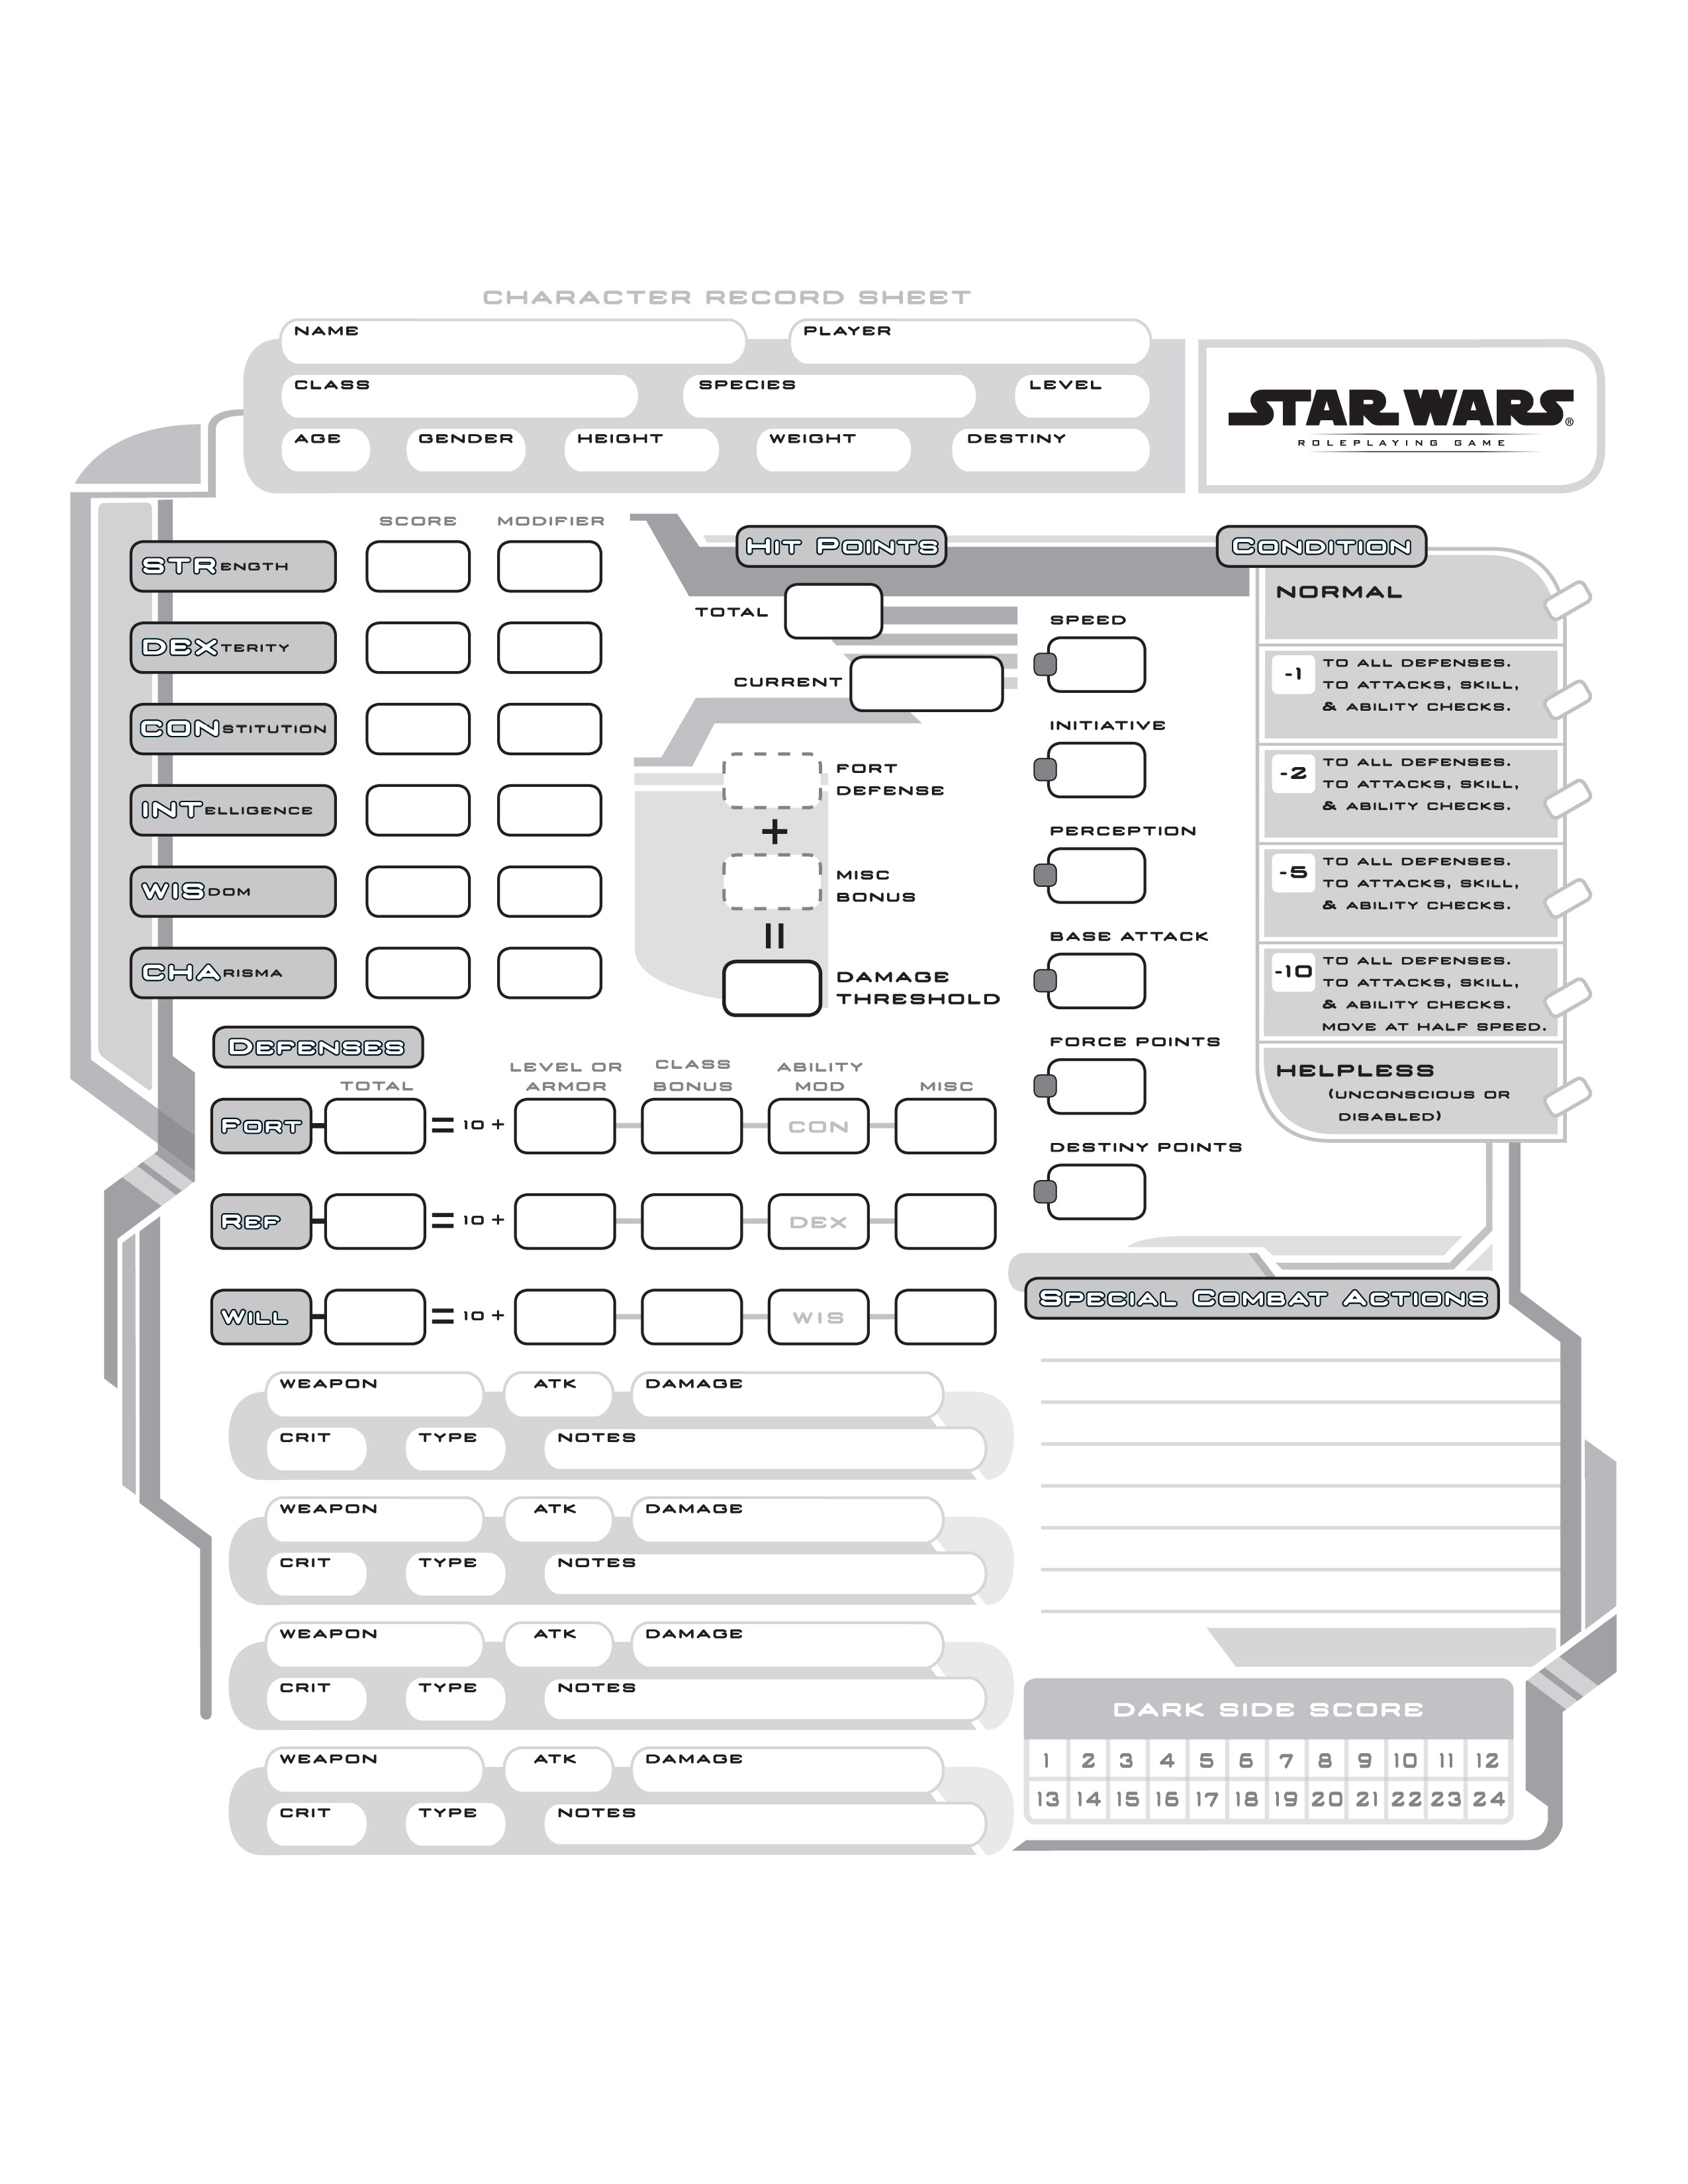 CHARACTER RECORD SHEET
NAME PLAYER
CLASS SPECIES LEVEL
AGE GENDER HEIGHT WEIGHT DESTINY
STAR WARS®
ROLEPLAYING GAME
SCORE MODIFIER
STRENGTH
DEXTERITY
CONSTITUTION
INTELLIGENCE
WISDOM
CHARISMA
HIT POINTS
TOTAL
CURRENT
FORT
DEFENSE
+
MISC
BONUS
=
DAMAGE
THRESHOLD
SPEED
INITIATIVE
PERCEPTION
BASE ATTACK
FORCE POINTS
DESTINY POINTS
CONDITION
NORMAL
-1 TO ALL DEFENSES.
TO ATTACKS, SKILL,
& ABILITY CHECKS.
-2 TO ALL DEFENSES.
TO ATTACKS, SKILL,
& ABILITY CHECKS.
-5 TO ALL DEFENSES.
TO ATTACKS, SKILL,
& ABILITY CHECKS.
-10 TO ALL DEFENSES.
TO ATTACKS, SKILL,
& ABILITY CHECKS.
MOVE AT HALF SPEED.
HELPLESS
(UNCONSCIOUS OR
DISABLED)
DEFENSES
TOTAL LEVEL OR ARMOR CLASS BONUS ABILITY MOD MISC
FORT = 10 + CON
REF = 10 + DEX
WILL = 10 + WIS
WEAPON ATK DAMAGE
CRIT TYPE NOTES
WEAPON ATK DAMAGE
CRIT TYPE NOTES
WEAPON ATK DAMAGE
CRIT TYPE NOTES
WEAPON ATK DAMAGE
CRIT TYPE NOTES
SPECIAL COMBAT ACTIONS
DARK SIDE SCORE
1 2 3 4 5 6 7 8 9 10 11 12
13 14 15 16 17 18 19 20 21 22 23 24